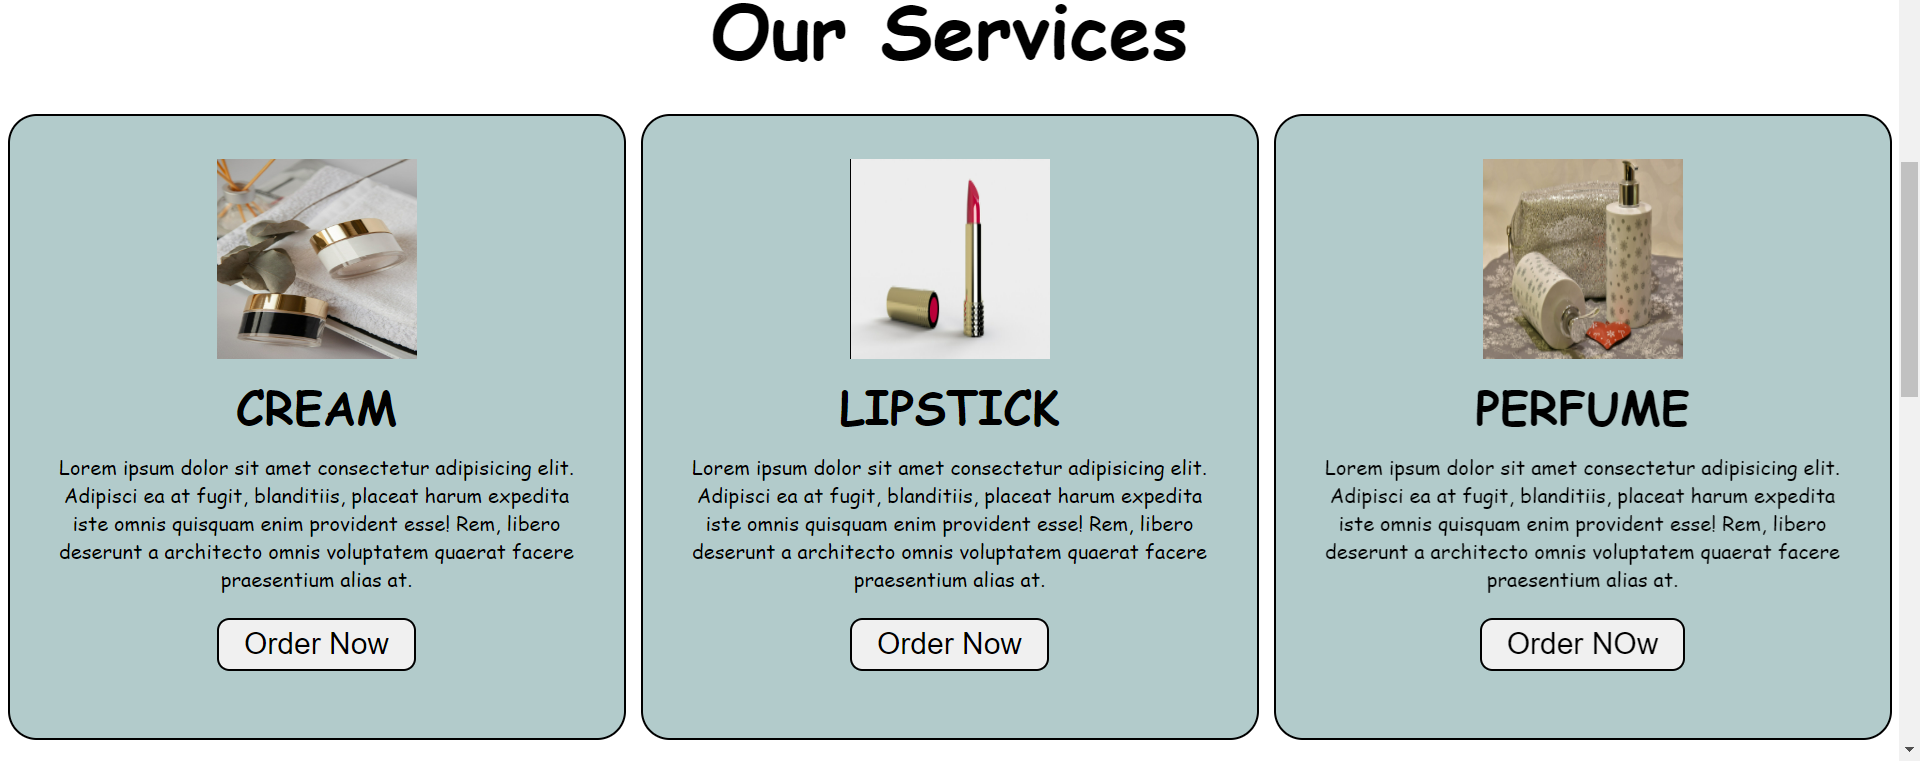 Our Services
CREAM
Lorem ipsum dolor sit amet consectetur adipisicing elit.
Adipisci ea at fugit, blanditiis, placeat harum expedita
iste omnis quisquam enim provident esse! Rem, libero
deserunt a architecto omnis voluptatem quaerat facere
praesentium alias at.
Order Now
LIPSTICK
Lorem ipsum dolor sit amet consectetur adipisicing elit.
Adipisci ea at fugit, blanditiis, placeat harum expedita
iste omnis quisquam enim provident esse! Rem, libero
deserunt a architecto omnis voluptatem quaerat facere
praesentium alias at.
Order Now
PERFUME
Lorem ipsum dolor sit amet consectetur adipisicing elit.
Adipisci ea at fugit, blanditiis, placeat harum expedita
iste omnis quisquam enim provident esse! Rem, libero
deserunt a architecto omnis voluptatem quaerat facere
praesentium alias at.
Order NOw